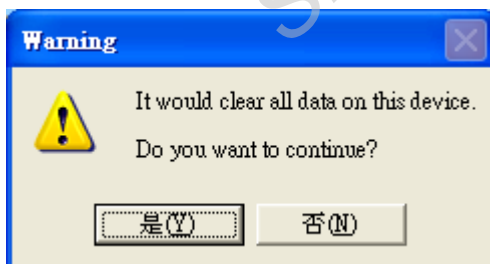 Warning
It would clear all data on this device.
Do you want to continue?
是(Y)
否(N)